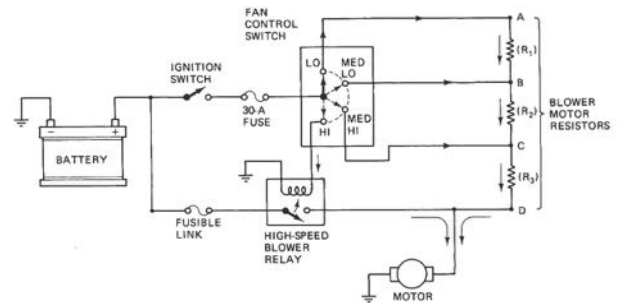 FAN
CONTROL
SWITCH
IGNITION
SWITCH
30-A
FUSE
LO
MED
LO
MED
HI
HI
A
(R₁)
B
(R₂)
C
(R₃)
D
BLOWER
MOTOR
RESISTORS
− +
BATTERY
FUSIBLE
LINK
HIGH-SPEED
BLOWER
RELAY
MOTOR